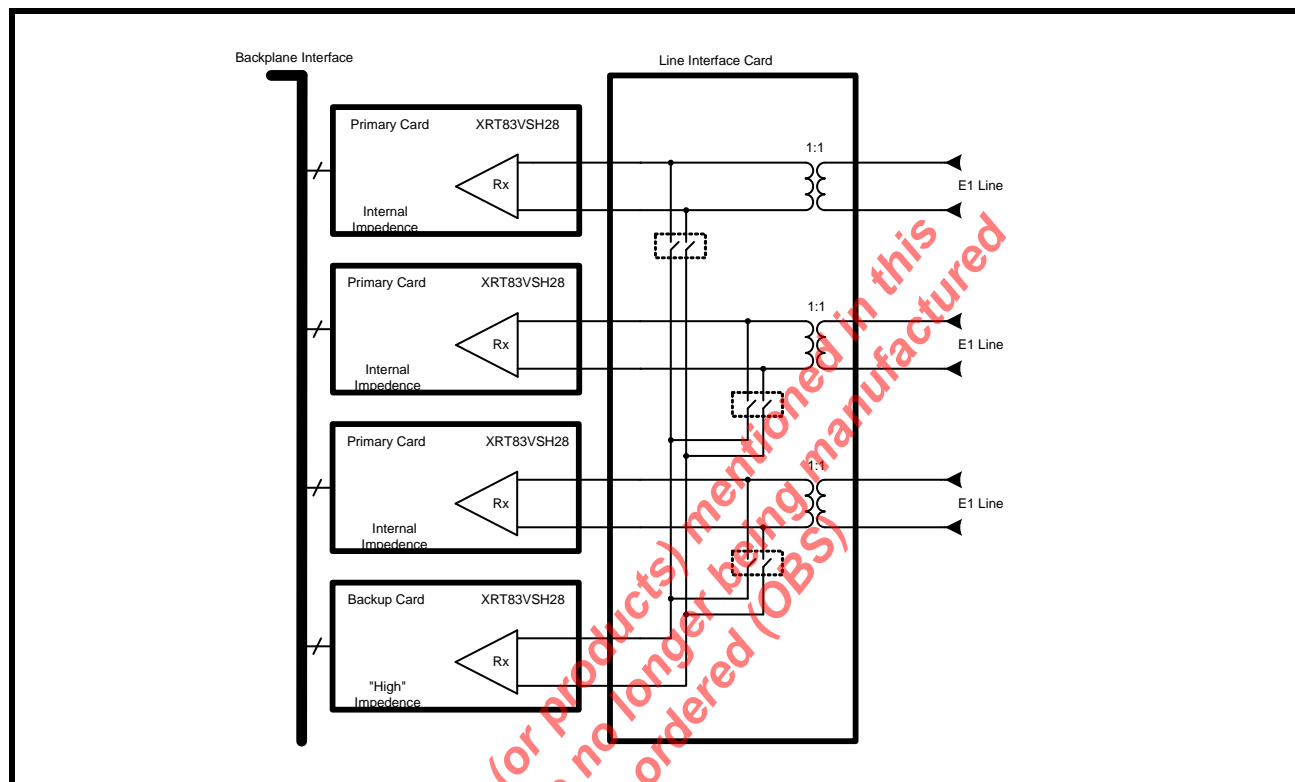 Backplane Interface
Line Interface Card
Primary Card XRT83VSH28
Rx
Internal
Impedence
1:1
E1 Line
Primary Card XRT83VSH28
Rx
Internal
Impedence
1:1
E1 Line
Primary Card XRT83VSH28
Rx
Internal
Impedence
1:1
E1 Line
Backup Card XRT83VSH28
Rx
"High"
Impedence
(or products) mentioned in this
no longer being manufactured
ordered (OBS)